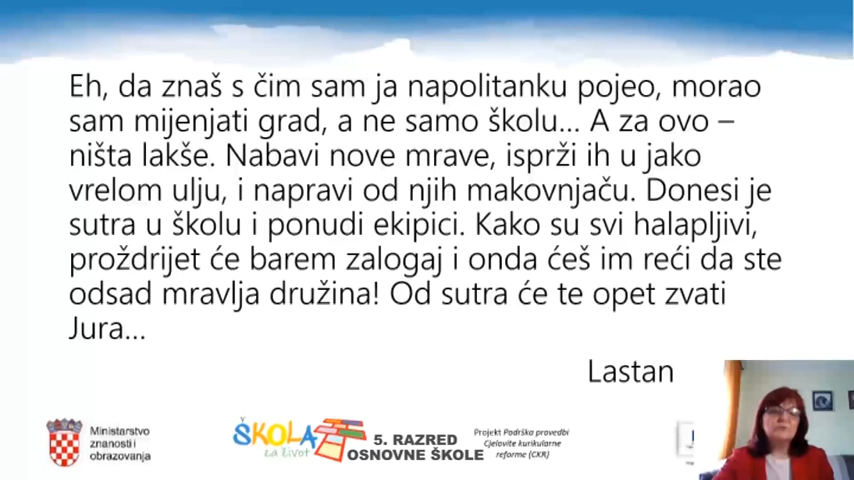 Eh, da znaš s čim sam ja napolitanku pojeo, morao
sam mijenjati grad, a ne samo školu... A za ovo –
ništa lakše. Nabavi nove mrave, isprži ih u jako
vrelom ulju, i napravi od njih makovnjaču. Donesi je
sutra u školu i ponudi ekipici. Kako su svi halapljivi,
proždrijet će barem zalogaj i onda ćeš im reći da ste
odsad mravlja družina! Od sutra će te opet zvati
Jura...
Lastan
Ministarstvo
znanosti i
obrazovanja
ŠKOLA
za život
5. RAZRED
OSNOVNE ŠKOLE
Projekt Podrška provedbi
Cjelovite kurikularne
reforme (CKR)